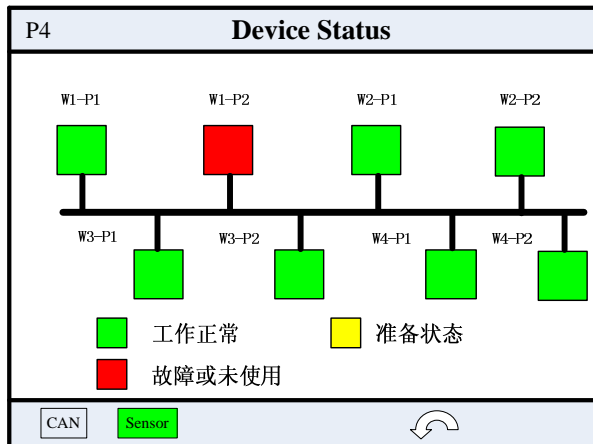 P4 Device Status
W1-P1 W1-P2 W2-P1 W2-P2
W3-P1 W3-P2 W4-P1 W4-P2
工作正常 准备状态
故障或未使用
CAN Sensor